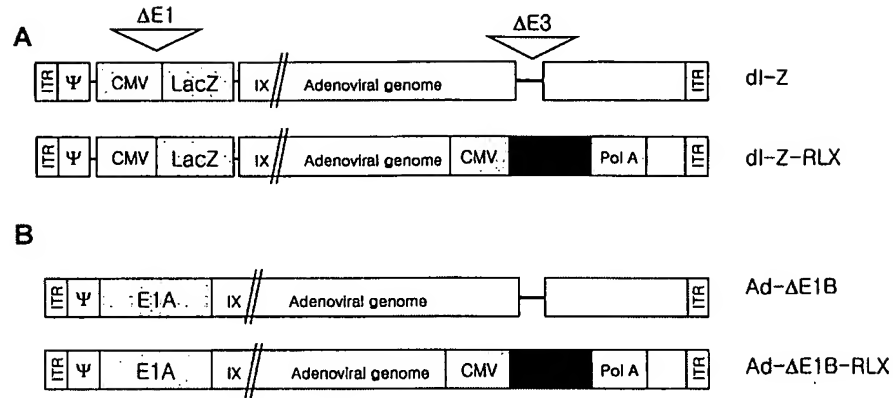 ΔE1 ΔE3
A
ITR Ψ CMV LacZ IX Adenoviral genome ITR dl-Z
ITR Ψ CMV LacZ IX Adenoviral genome CMV Pol A ITR dl-Z-RLX
B
ITR Ψ E1A IX Adenoviral genome ITR Ad-ΔE1B
ITR Ψ E1A IX Adenoviral genome CMV Pol A ITR Ad-ΔE1B-RLX